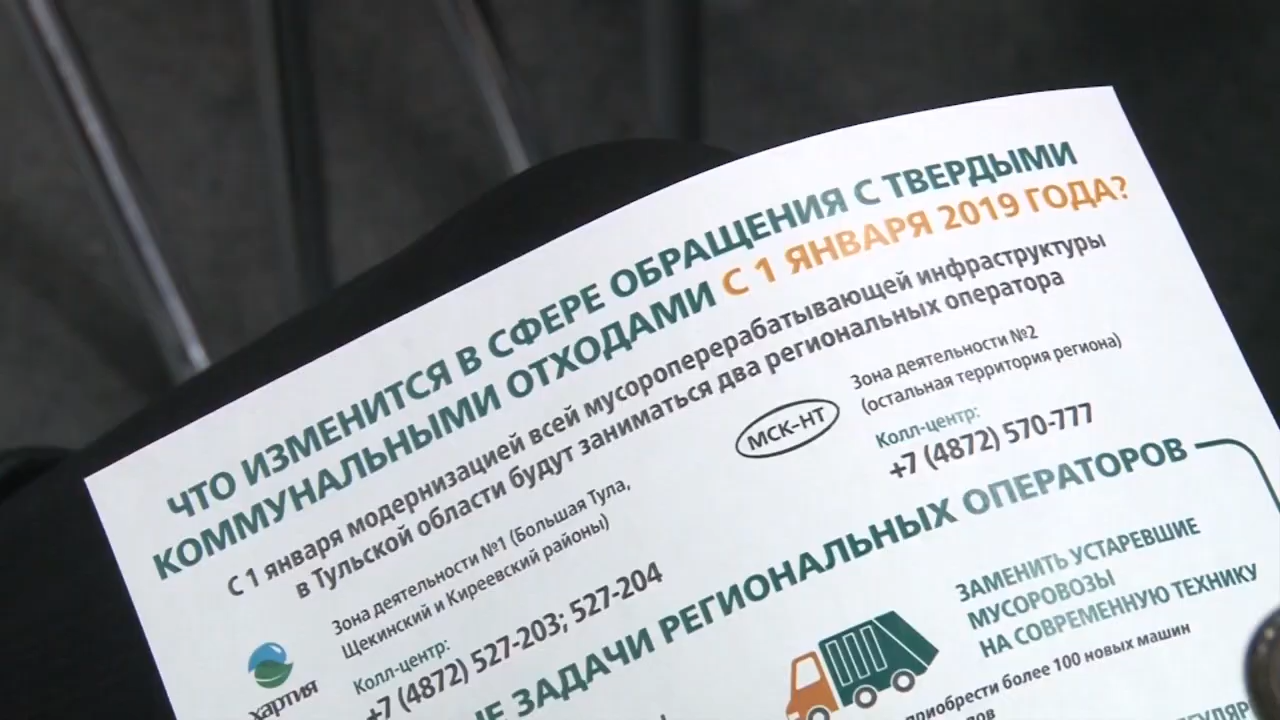 ЧТО ИЗМЕНИТСЯ В СФЕРЕ ОБРАЩЕНИЯ С ТВЕРДЫМИ
КОММУНАЛЬНЫМИ ОТХОДАМИ С 1 ЯНВАРЯ 2019 ГОДА?
С 1 января модернизацией всей мусороперерабатывающей инфраструктуры
в Тульской области будут заниматься два региональных оператора
Зона деятельности №1 (Большая Тула,
Щекинский и Киреевский районы)
Колл-центр:
+7 (4872) 527-203; 527-204
хартия
МСК-НТ
Зона деятельности №2
(остальная территория региона)
Колл-центр:
+7 (4872) 570-777
ЗАДАЧИ РЕГИОНАЛЬНЫХ ОПЕРАТОРОВ
ЗАМЕНИТЬ УСТАРЕВШИЕ
МУСОРОВОЗЫ
НА СОВРЕМЕННУЮ ТЕХНИКУ
приобрести более 100 новых машин